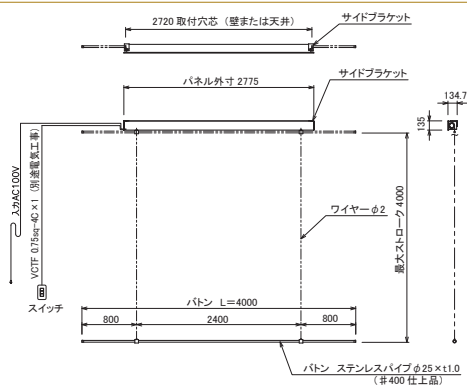 2720 取付穴芯 (壁または天井)
サイドブラケット
パネル外寸 2775
サイドブラケット
134.7
135
入力AC100V
VCTF 0.75sq-4C×1 (別途電気工事)
スイッチ
ワイヤーφ2
最大ストローク 4000
バトン L=4000
800
2400
800
バトン ステンレスパイプφ25×t1.0
(#400 仕上品)